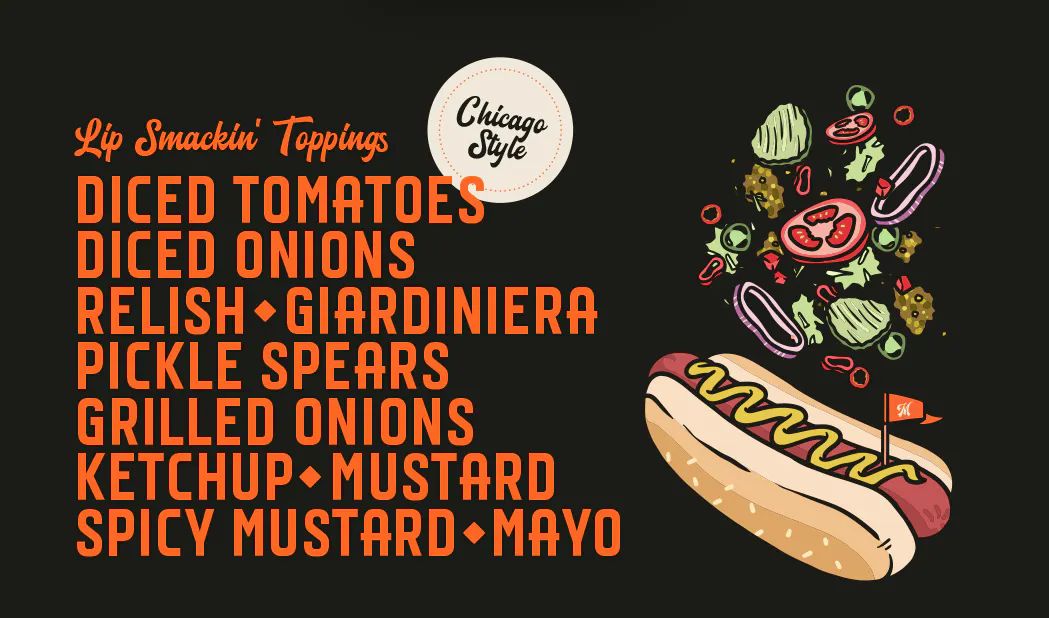 Chicago
Style
Lip Smackin' Toppings
DICED TOMATOES
DICED ONIONS
RELISH◆GIARDINIERA
PICKLE SPEARS
GRILLED ONIONS
KETCHUP◆MUSTARD
SPICY MUSTARD◆MAYO
M